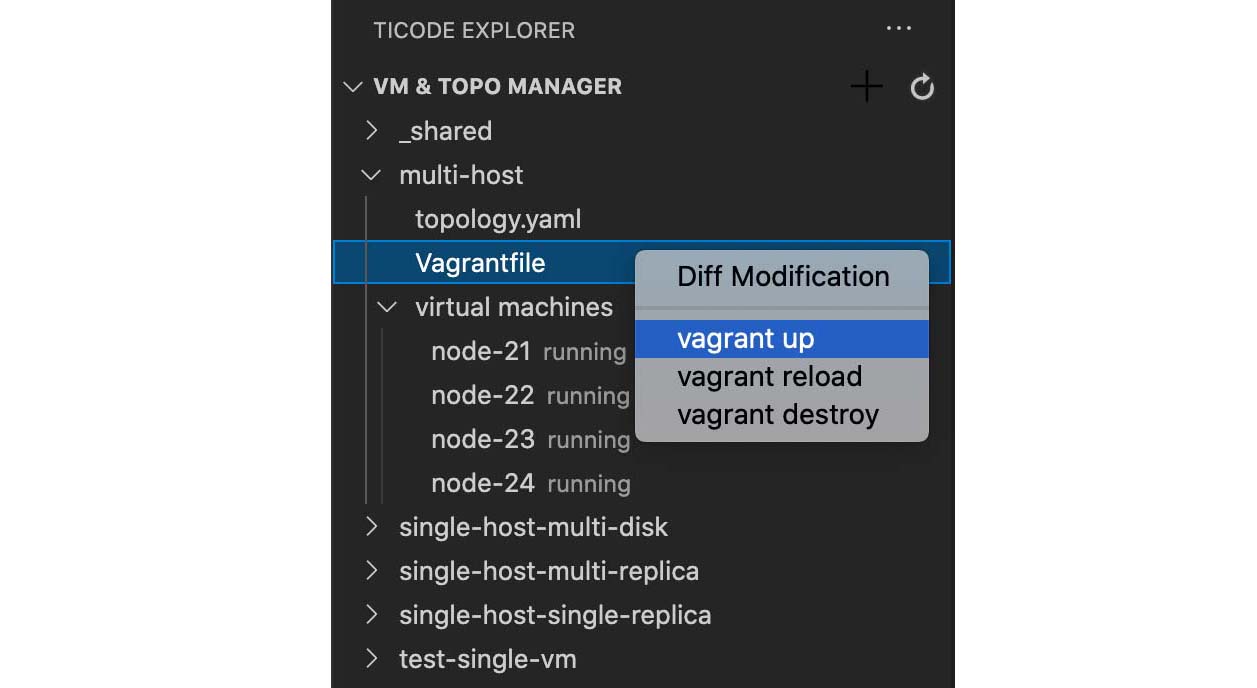 TICODE EXPLORER
VM & TOPO MANAGER
_shared
multi-host
topology.yaml
Vagrantfile
Diff Modification
virtual machines
vagrant up
node-21 running
vagrant reload
node-22 running
vagrant destroy
node-23 running
node-24 running
single-host-multi-disk
single-host-multi-replica
single-host-single-replica
test-single-vm